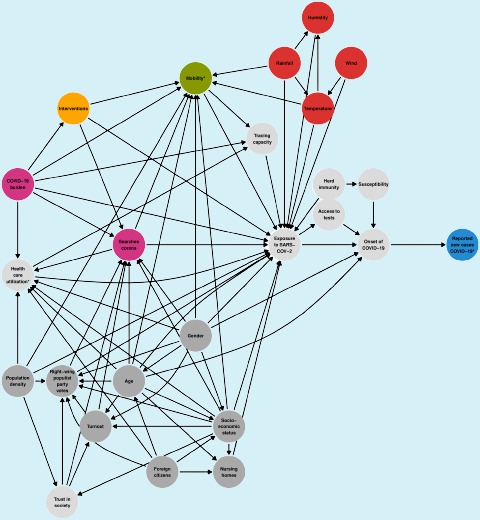 Humidity
Rainfall
Wind
Mobility*
Interventions
Temperature
Tracing
capacity
COVID-19
burden
Herd
immunity
Susceptibility
Access to
tests
Searches
corona
Exposure
to SARS-
COV-2
Onset of
COVID-19
Reported
new cases
COVID-19*
Health
care
utilization*
Gender
Population
density
Right-wing
populist
party
votes
Age
Turnout
Socio-
economic
status
Foreign
citizens
Nursing
homes
Trust in
society